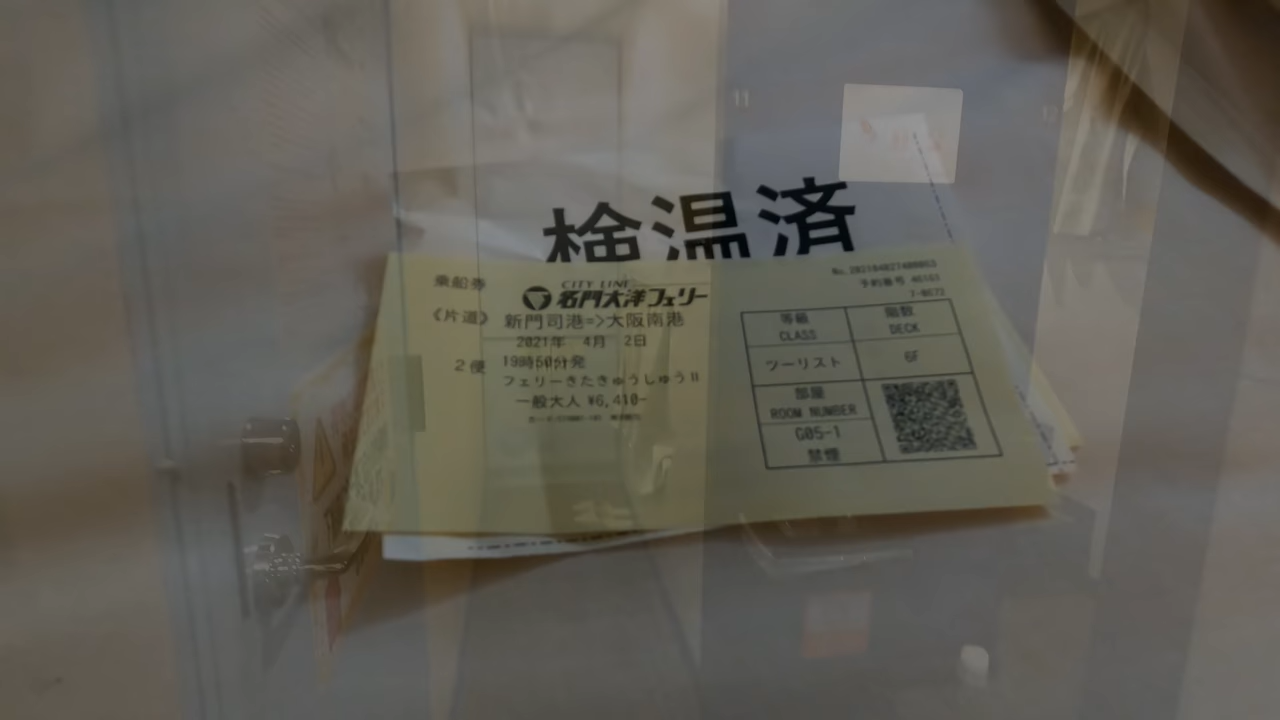 検温済
乗船券
CITY LINE
名門大洋フェリー
《片道》 新門司港=>大阪南港
2021年 4月 2日
2便 19時50分発
フェリーきたきゅうしゅうⅡ
一般大人 ¥6,410-
予約番号
等級 階数
CLASS DECK
ツーリスト 6F
部屋
ROOM NUMBER
G05-1
禁煙